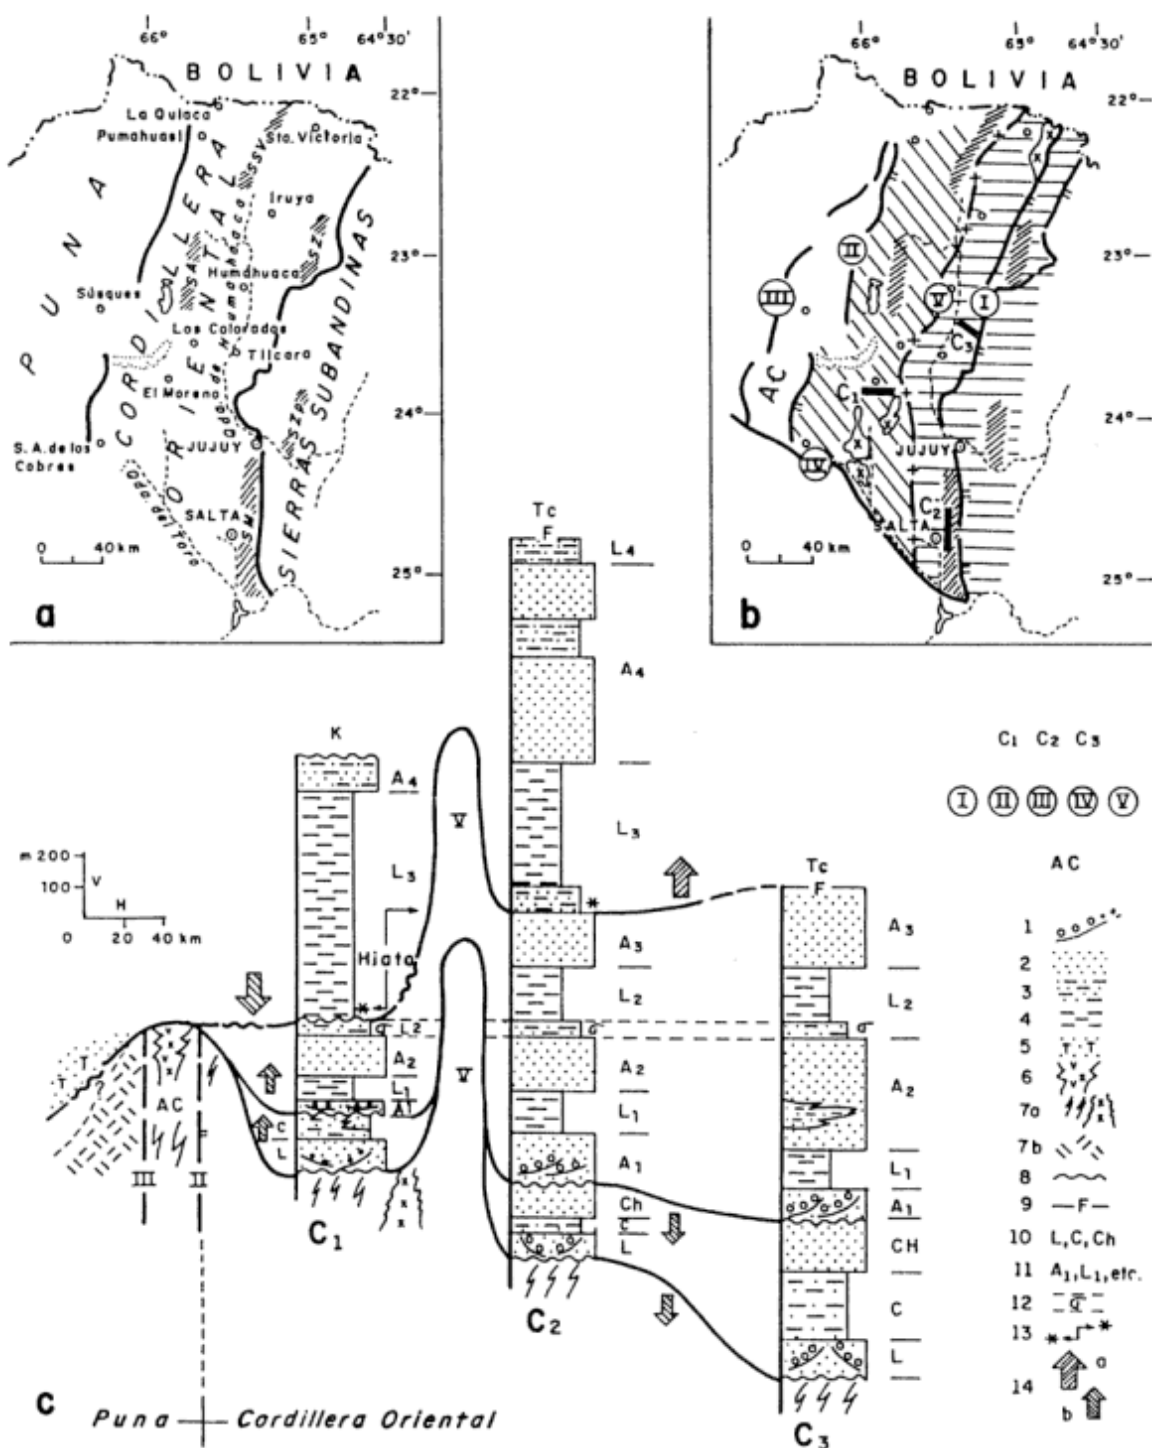 66°
65°
64°30'
BOLIVIA
22°
La Quiaca
Pumahuasi
Sta. Victoria
SSV
Iruya
PUNA
CORDILLERA
ORIENTAL
SA
SZ
23°
Humahuaca
Súsques
Los Colorados
Tilcara
El Moreno
24°
S.A. de los
Cobres
JUJUY
SZP
SIERRAS SUBANDINAS
Qda. del Toro
SALTA
SM
0 40 km
25°
a
66°
65°
64°30'
BOLIVIA
22°
II
23°
III
V
I
C3
AC
C1
24°
IV
JUJUY
C2
SALTA
0 40 km
25°
b
Tc
F
L4
A4
L3
A3
L2
A2
L1
A1
Ch
C
L
C2
K
A4
L3
Hiato
L2
A2
L1
A1
C
L
C1
V
V
m 200
100
V
H
0 20 40 km
T T
?
AC
III
II
Tc
F
A3
L2
A2
L1
A1
CH
C
L
C3
c
Puna
Cordillera Oriental
C1 C2 C3
I II III IV V
AC
1
2
3
4
5 T T
6
7a
7b
8
9 F
10 L, C, Ch
11 A1, L1, etc.
12
13
14 a
b